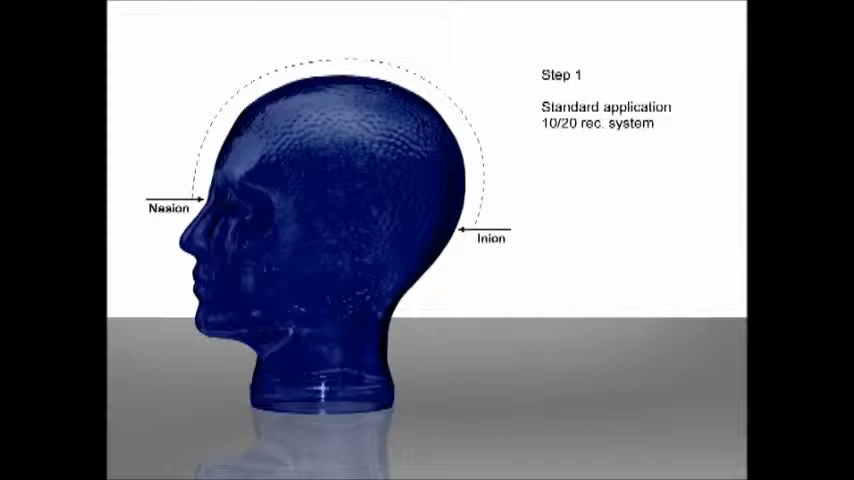 Step 1
Standard application
10/20 rec. system
Nasion
Inion